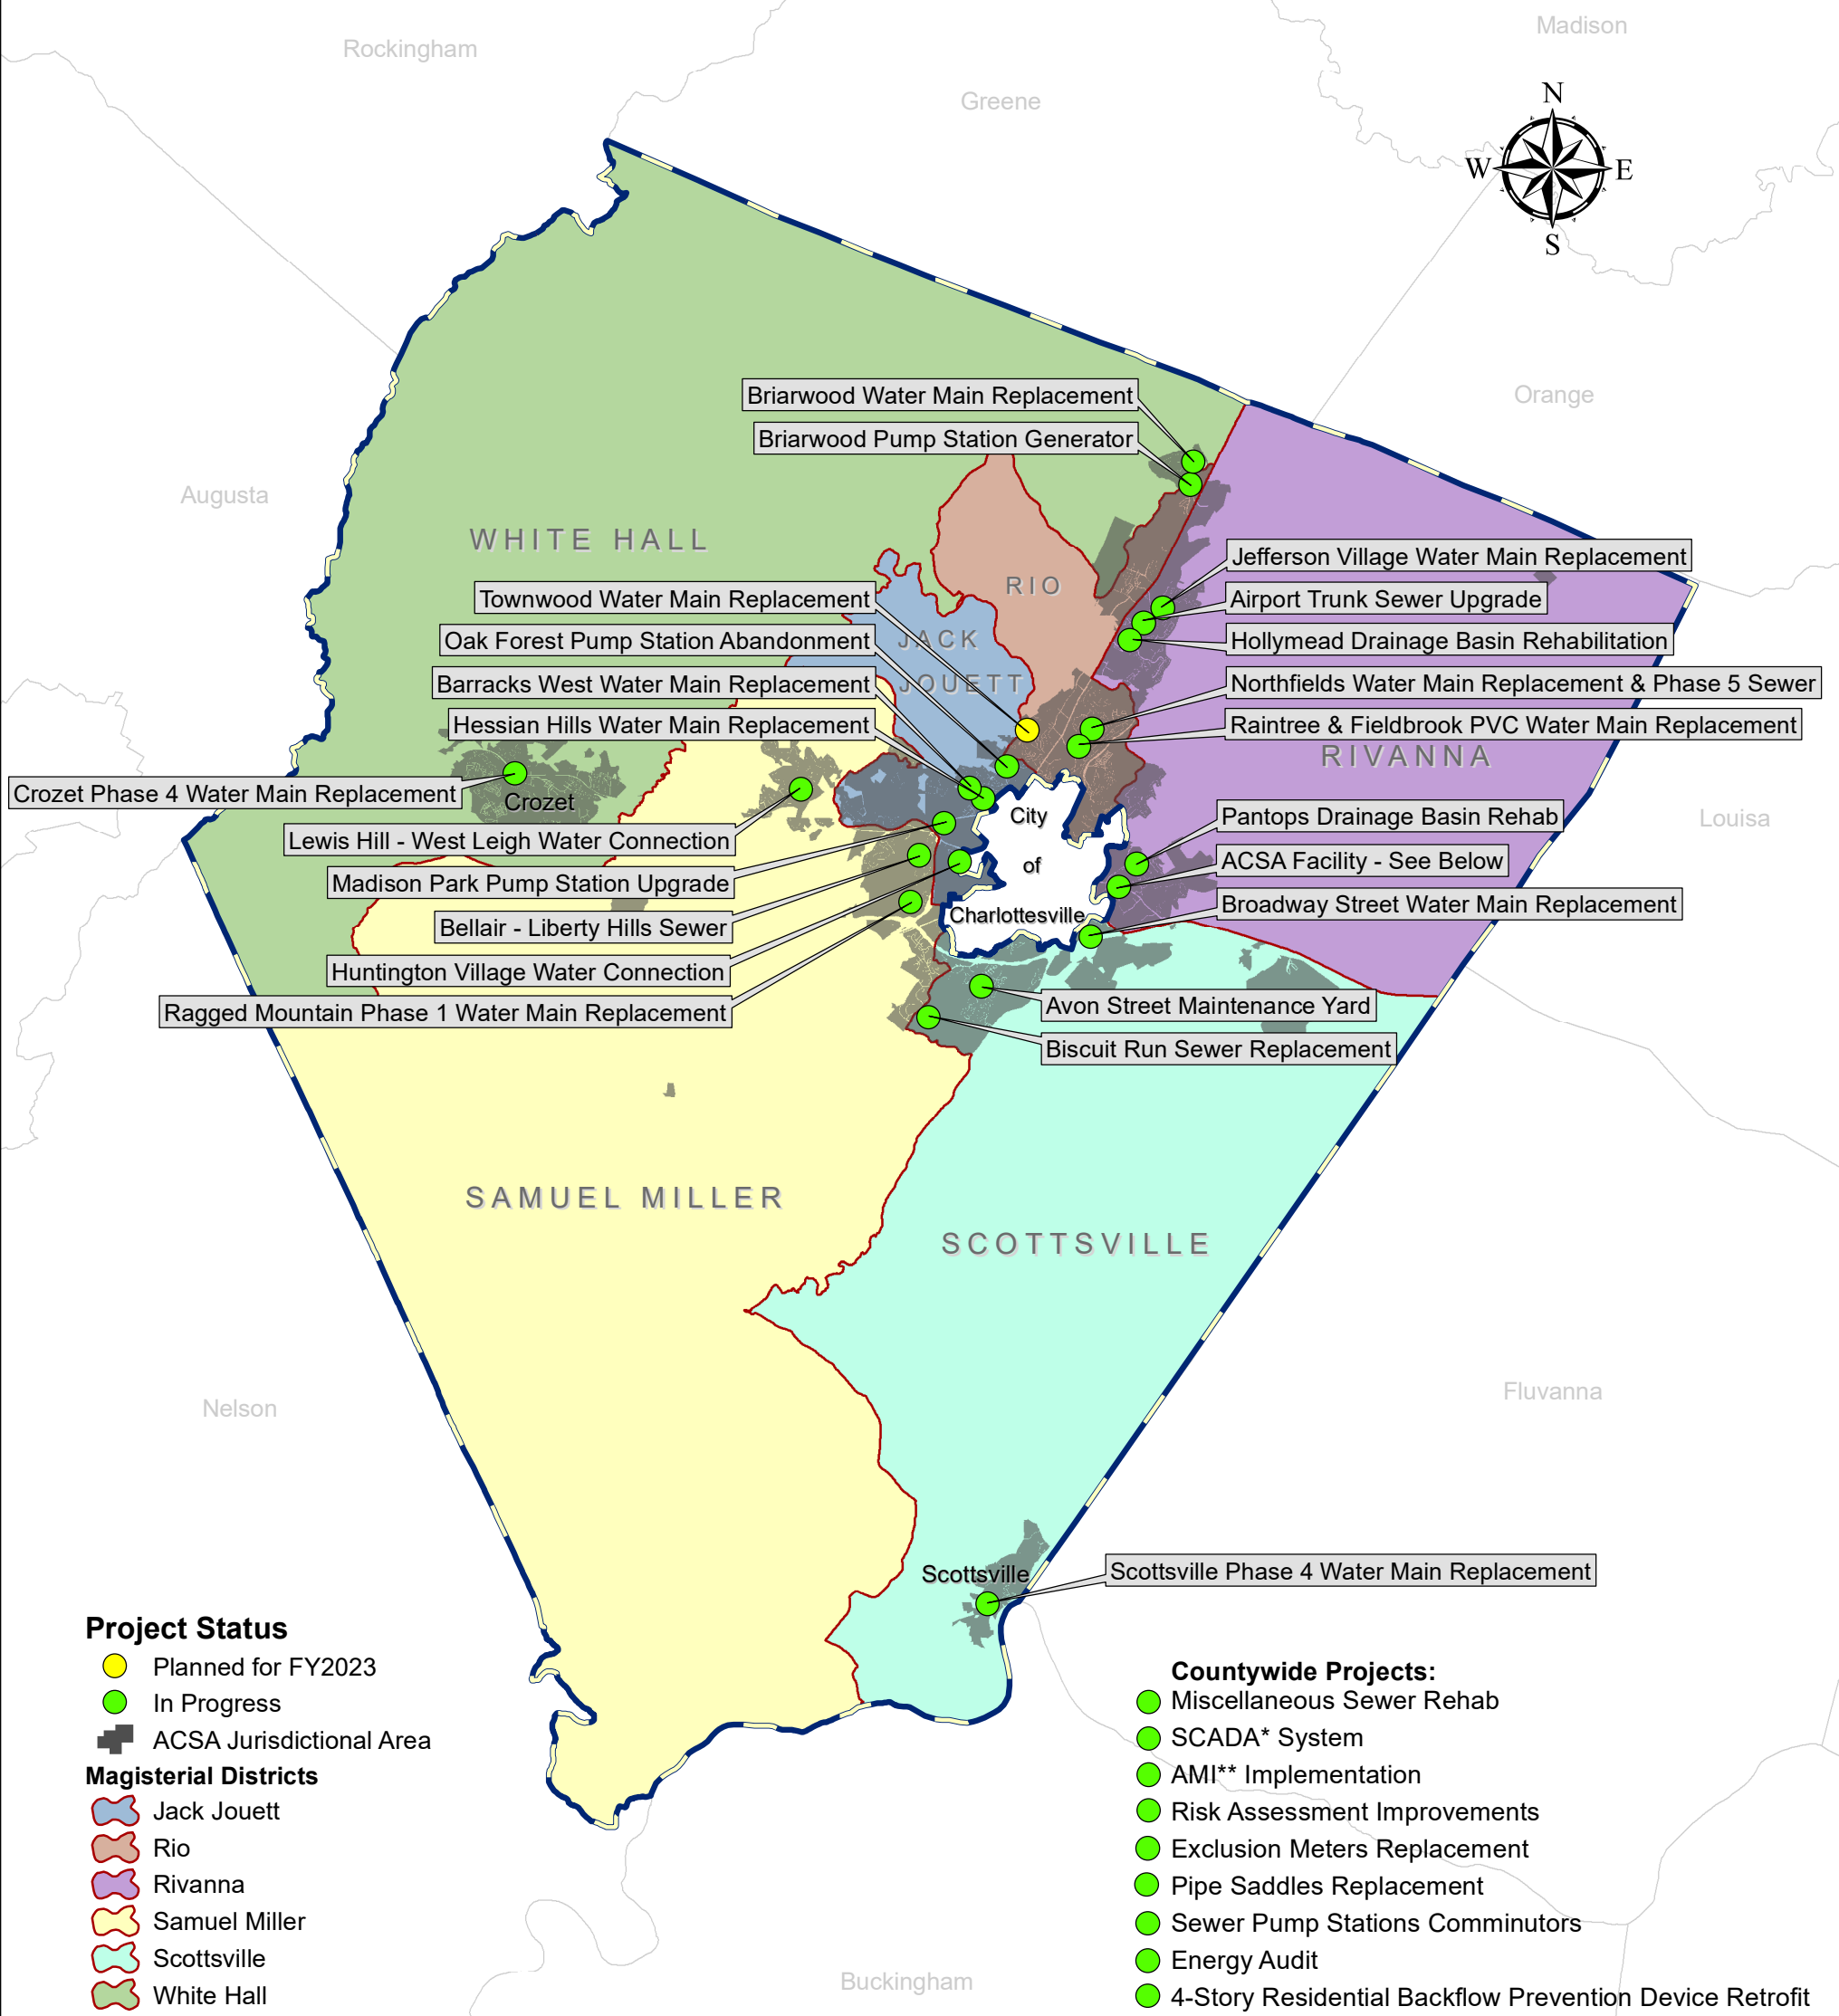 Rockingham
Madison
Greene
N
W E
S
Orange
Augusta
Louisa
Nelson
Fluvanna
Buckingham
WHITE HALL
RIO
JACK
JOUETT
RIVANNA
SAMUEL MILLER
SCOTTSVILLE
Briarwood Water Main Replacement
Briarwood Pump Station Generator
Jefferson Village Water Main Replacement
Airport Trunk Sewer Upgrade
Hollymead Drainage Basin Rehabilitation
Northfields Water Main Replacement & Phase 5 Sewer
Raintree & Fieldbrook PVC Water Main Replacement
Townwood Water Main Replacement
Oak Forest Pump Station Abandonment
Barracks West Water Main Replacement
Hessian Hills Water Main Replacement
Crozet Phase 4 Water Main Replacement
Crozet
Lewis Hill - West Leigh Water Connection
Madison Park Pump Station Upgrade
Bellair - Liberty Hills Sewer
Huntington Village Water Connection
Ragged Mountain Phase 1 Water Main Replacement
City
of
Charlottesville
Pantops Drainage Basin Rehab
ACSA Facility - See Below
Broadway Street Water Main Replacement
Avon Street Maintenance Yard
Biscuit Run Sewer Replacement
Scottsville
Scottsville Phase 4 Water Main Replacement
Project Status
Planned for FY2023
In Progress
ACSA Jurisdictional Area
Magisterial Districts
Jack Jouett
Rio
Rivanna
Samuel Miller
Scottsville
White Hall
Countywide Projects:
Miscellaneous Sewer Rehab
SCADA* System
AMI** Implementation
Risk Assessment Improvements
Exclusion Meters Replacement
Pipe Saddles Replacement
Sewer Pump Stations Comminutors
Energy Audit
4-Story Residential Backflow Prevention Device Retrofit